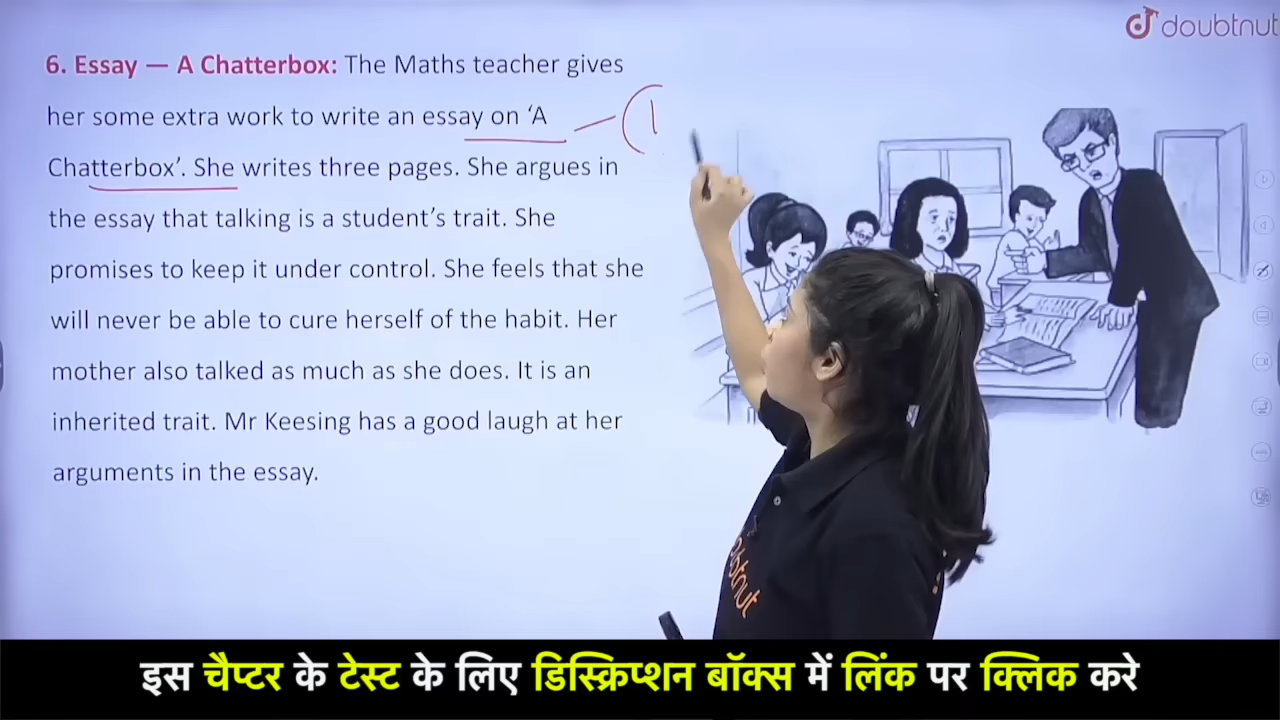 doubtnut
6. Essay — A Chatterbox: The Maths teacher gives
her some extra work to write an essay on ‘A
Chatterbox’. She writes three pages. She argues in
the essay that talking is a student’s trait. She
promises to keep it under control. She feels that she
will never be able to cure herself of the habit. Her
mother also talked as much as she does. It is an
inherited trait. Mr Keesing has a good laugh at her
arguments in the essay.
इस चैप्टर के टेस्ट के लिए डिस्क्रिप्शन बॉक्स में लिंक पर क्लिक करे